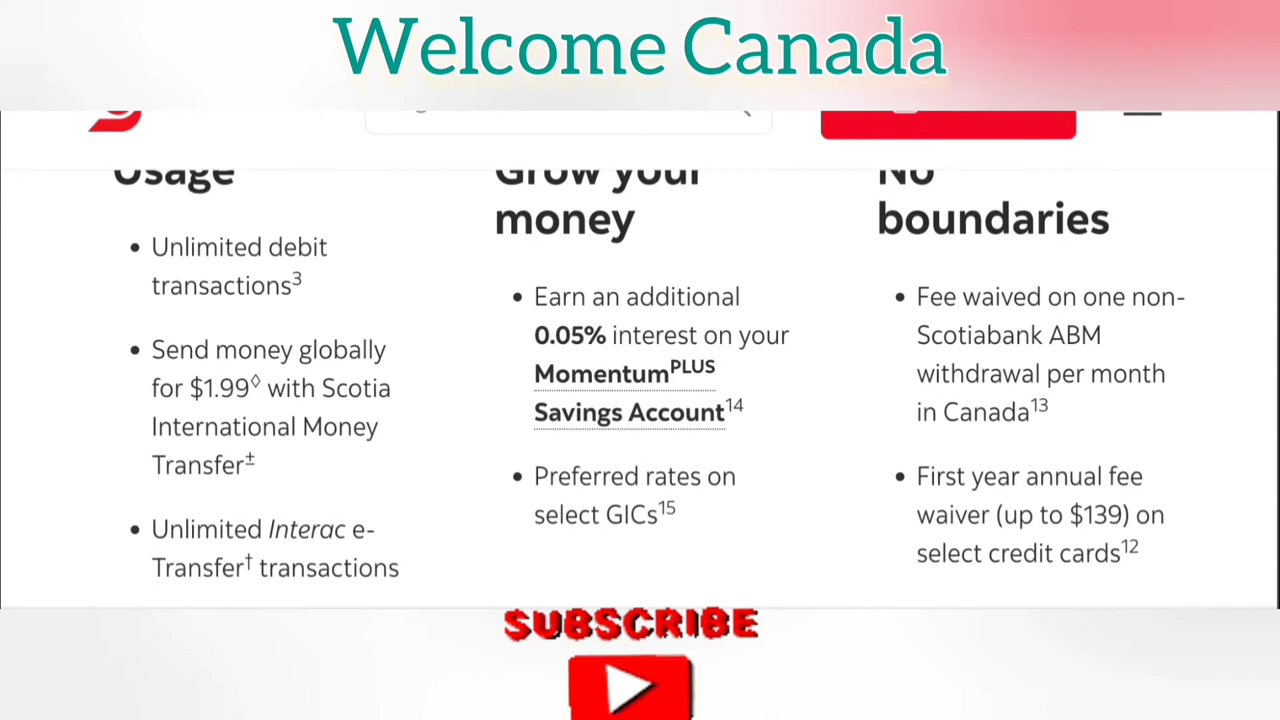 Welcome Canada
Usage
Unlimited debit
transactions3
Send money globally
for $1.99◊ with Scotia
International Money
Transfer±
Unlimited Interac e-
Transfer† transactions
Grow your
money
Earn an additional
0.05% interest on your
MomentumPLUS
Savings Account14
Preferred rates on
select GICs15
No
boundaries
Fee waived on one non-
Scotiabank ABM
withdrawal per month
in Canada13
First year annual fee
waiver (up to $139) on
select credit cards12
SUBSCRIBE